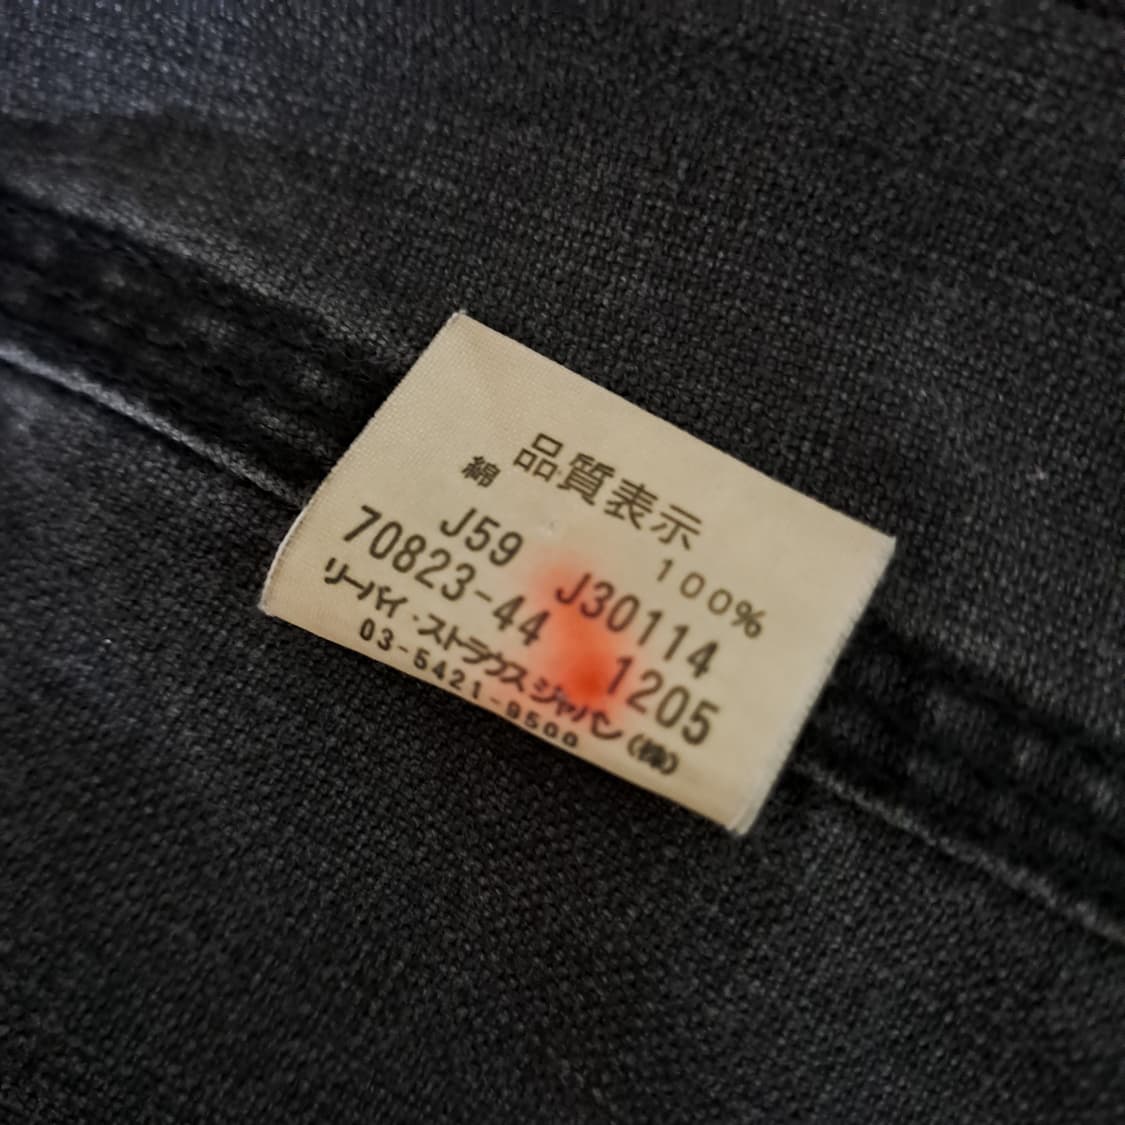 品質表示
綿 100%
J59 J30114
70823-44 1205
リーバイ・ストラウス ジャパン(株)
03-5421-9500